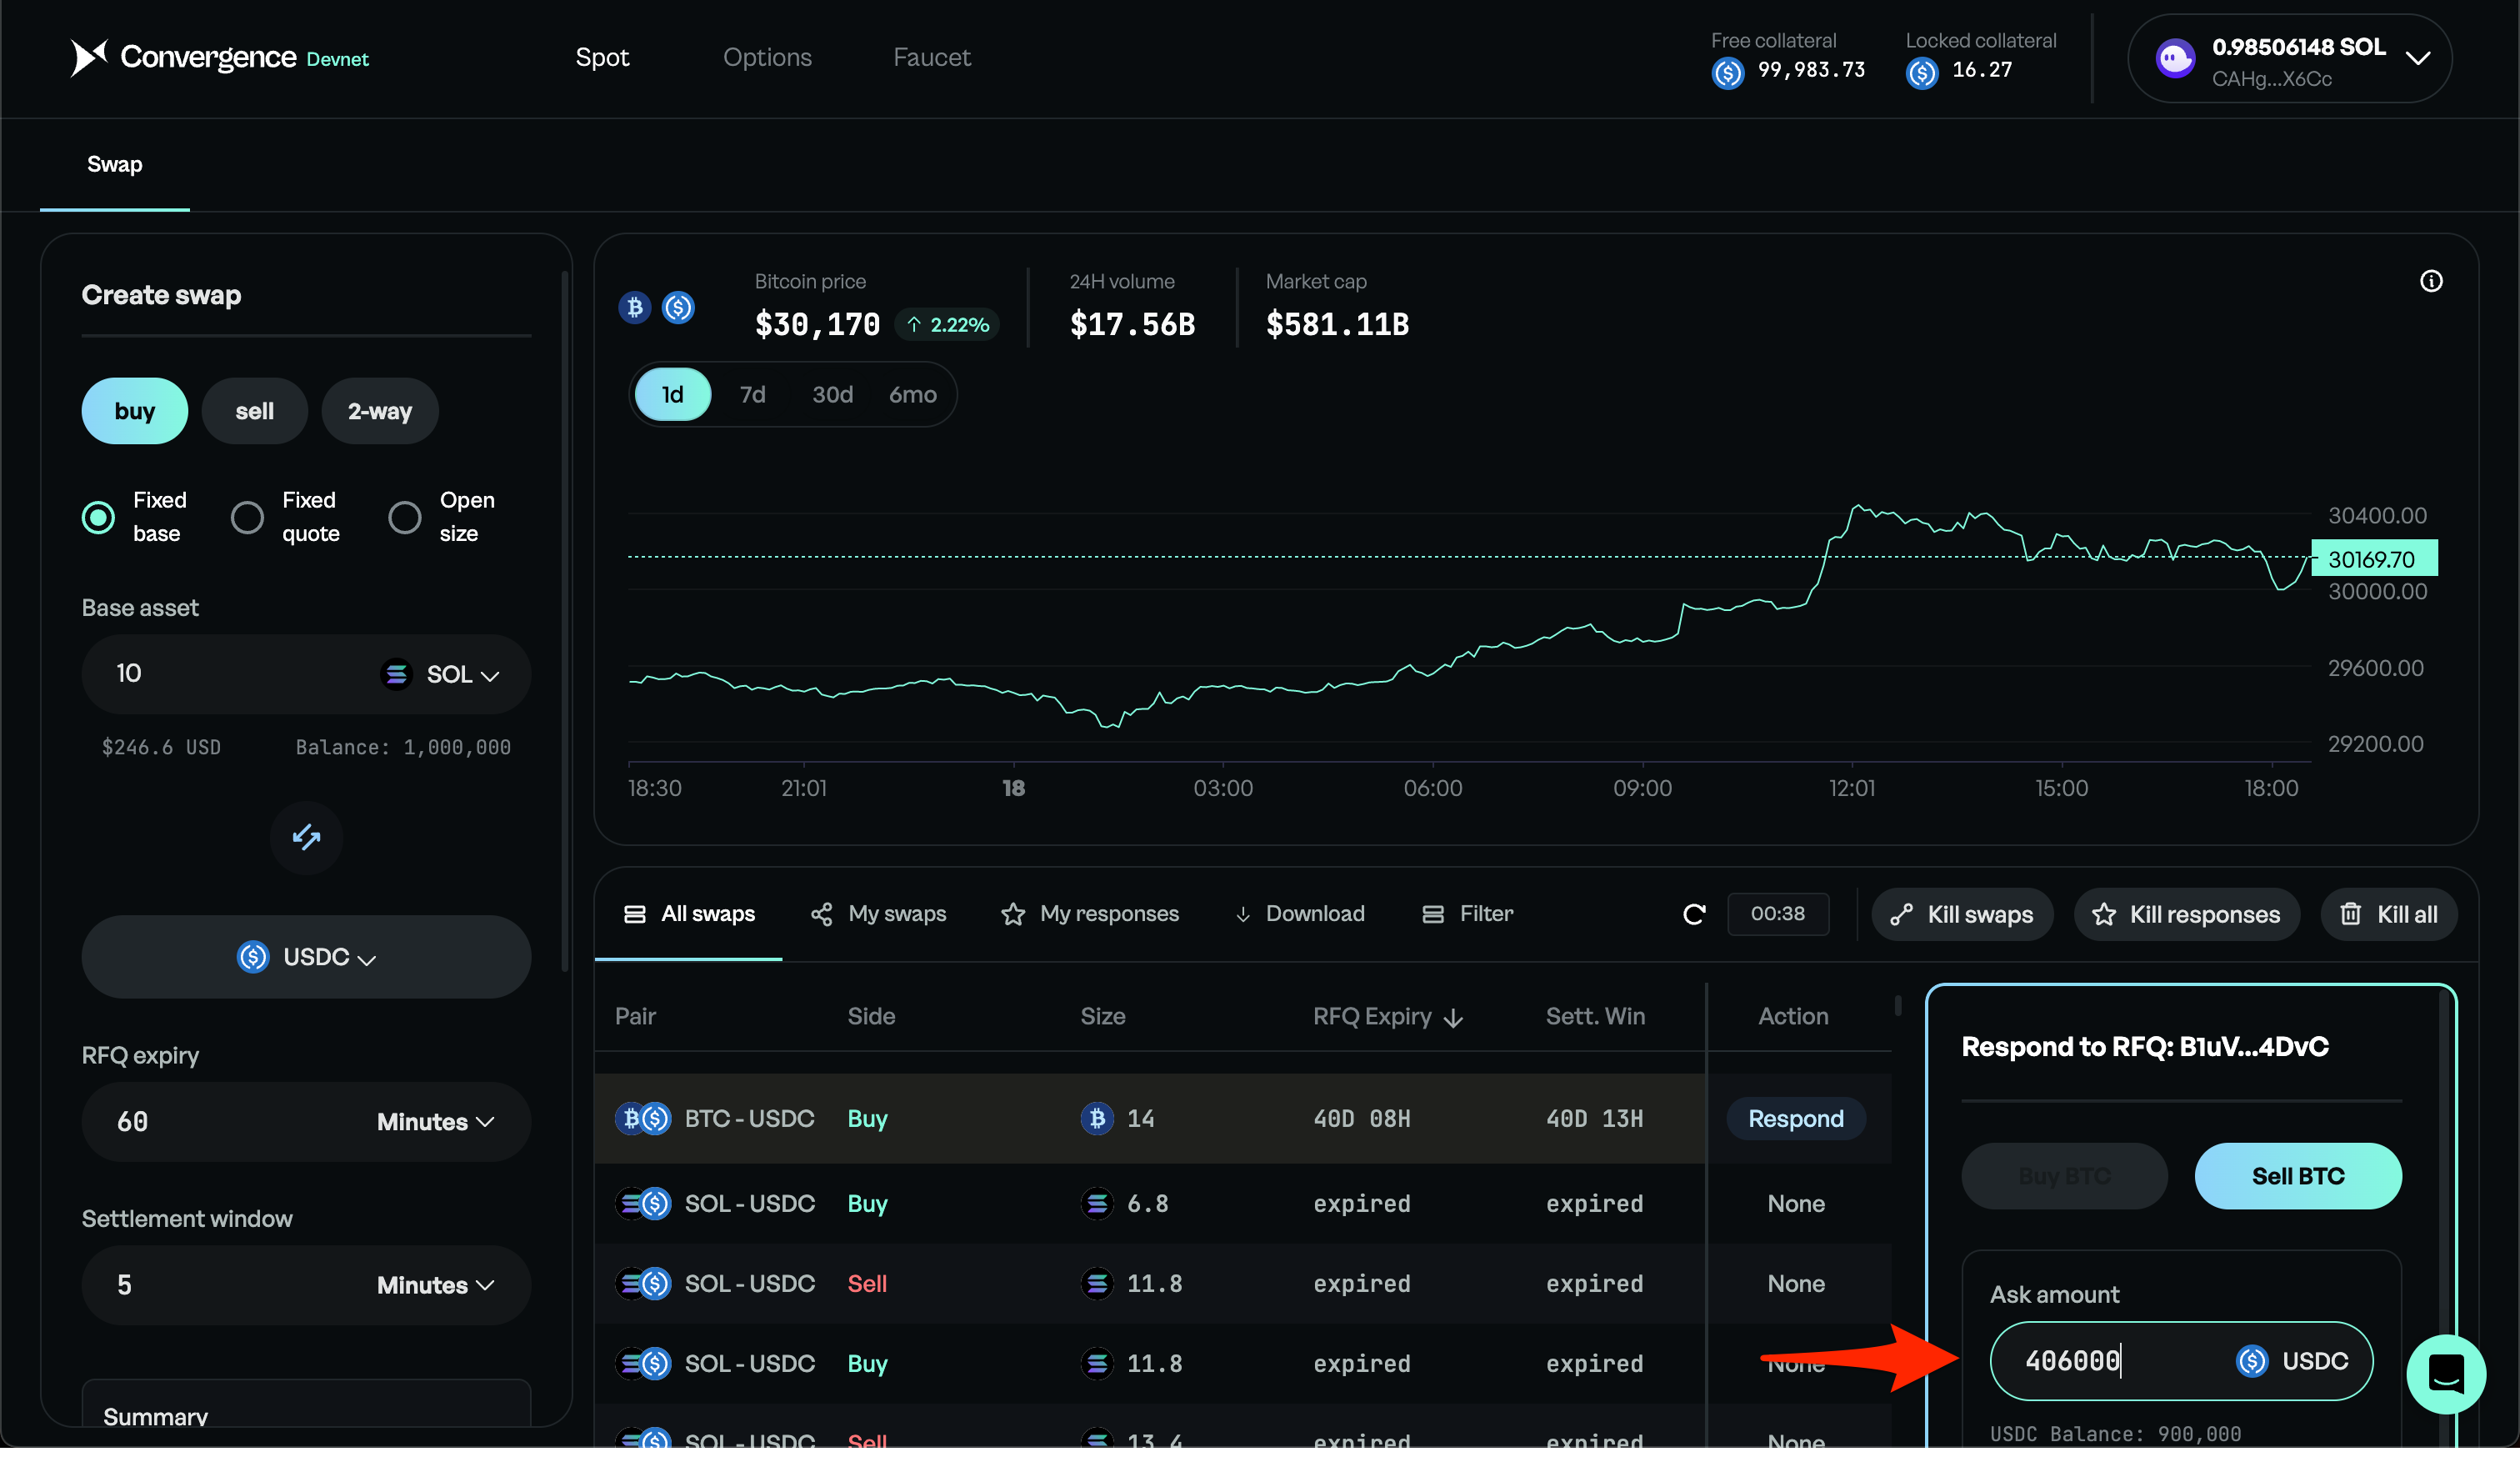 Convergence Devnet
Spot
Options
Faucet
Free collateral
99,983.73
Locked collateral
16.27
0.98506148 SOL
CAHg...X6Cc
Swap
Create swap
buy
sell
2-way
Fixed base
Fixed quote
Open size
Base asset
10
SOL
$246.6 USD
Balance: 1,000,000
USDC
RFQ expiry
60
Minutes
Settlement window
5
Minutes
Summary
Bitcoin price
$30,170
2.22%
24H volume
$17.56B
Market cap
$581.11B
1d
7d
30d
6mo
30400.00
30169.70
30000.00
29600.00
29200.00
18:30
21:01
18
03:00
06:00
09:00
12:01
15:00
18:00
All swaps
My swaps
My responses
Download
Filter
00:38
Kill swaps
Kill responses
Kill all
Pair Side Size RFQ Expiry Sett. Win Action
BTC - USDC Buy 14 40D 08H 40D 13H Respond
SOL - USDC Buy 6.8 expired expired None
SOL - USDC Sell 11.8 expired expired None
SOL - USDC Buy 11.8 expired expired None
SOL - USDC Sell 13.4 expired expired None
Respond to RFQ: B1uV...4DvC
Buy BTC
Sell BTC
Ask amount
406000
USDC
USDC Balance: 900,000